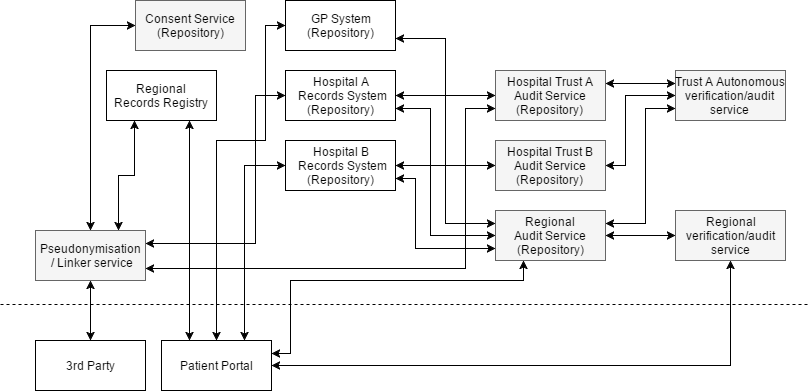 Consent Service
(Repository)
GP System
(Repository)
Regional
Records Registry
Hospital A
Records System
(Repository)
Hospital Trust A
Audit Service
(Repository)
Trust A Autonomous
verification/audit
service
Hospital B
Records System
(Repository)
Hospital Trust B
Audit Service
(Repository)
Pseudonymisation
/ Linker service
Regional
Audit Service
(Repository)
Regional
verification/audit
service
3rd Party
Patient Portal